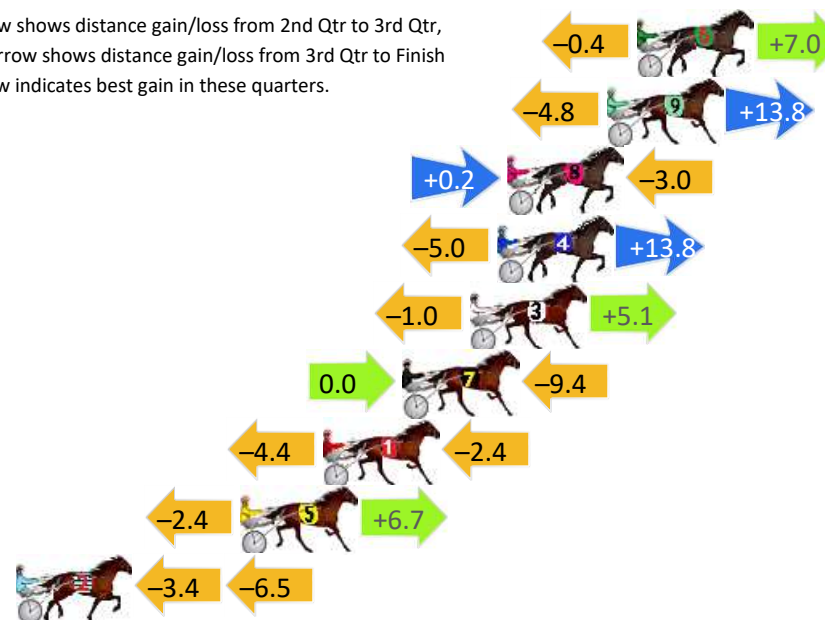 w shows distance gain/loss from 2nd Qtr to 3rd Qtr,
rrow shows distance gain/loss from 3rd Qtr to Finish
w indicates best gain in these quarters.
–0.4 6 +7.0
–4.8 9 +13.8
+0.2 8 –3.0
–5.0 4 +13.8
–1.0 3 +5.1
0.0 7 –9.4
–4.4 1 –2.4
–2.4 5 +6.7
2 –3.4 –6.5